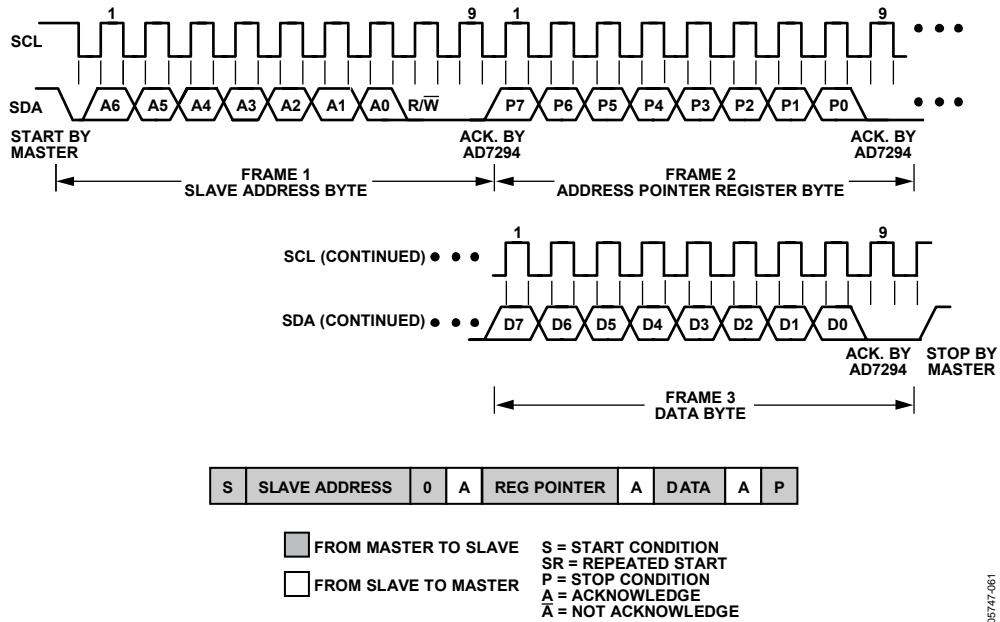 1 9 1 9
SCL
SDA A6 A5 A4 A3 A2 A1 A0 R/W̅ P7 P6 P5 P4 P3 P2 P1 P0
START BY
MASTER
ACK. BY
AD7294
ACK. BY
AD7294
FRAME 1
SLAVE ADDRESS BYTE
FRAME 2
ADDRESS POINTER REGISTER BYTE
1 9
SCL (CONTINUED)
SDA (CONTINUED) D7 D6 D5 D4 D3 D2 D1 D0
ACK. BY
AD7294
STOP BY
MASTER
FRAME 3
DATA BYTE
S SLAVE ADDRESS 0 A REG POINTER A DATA A P
FROM MASTER TO SLAVE
FROM SLAVE TO MASTER
S = START CONDITION
SR = REPEATED START
P = STOP CONDITION
A = ACKNOWLEDGE
A̅ = NOT ACKNOWLEDGE
05747-061